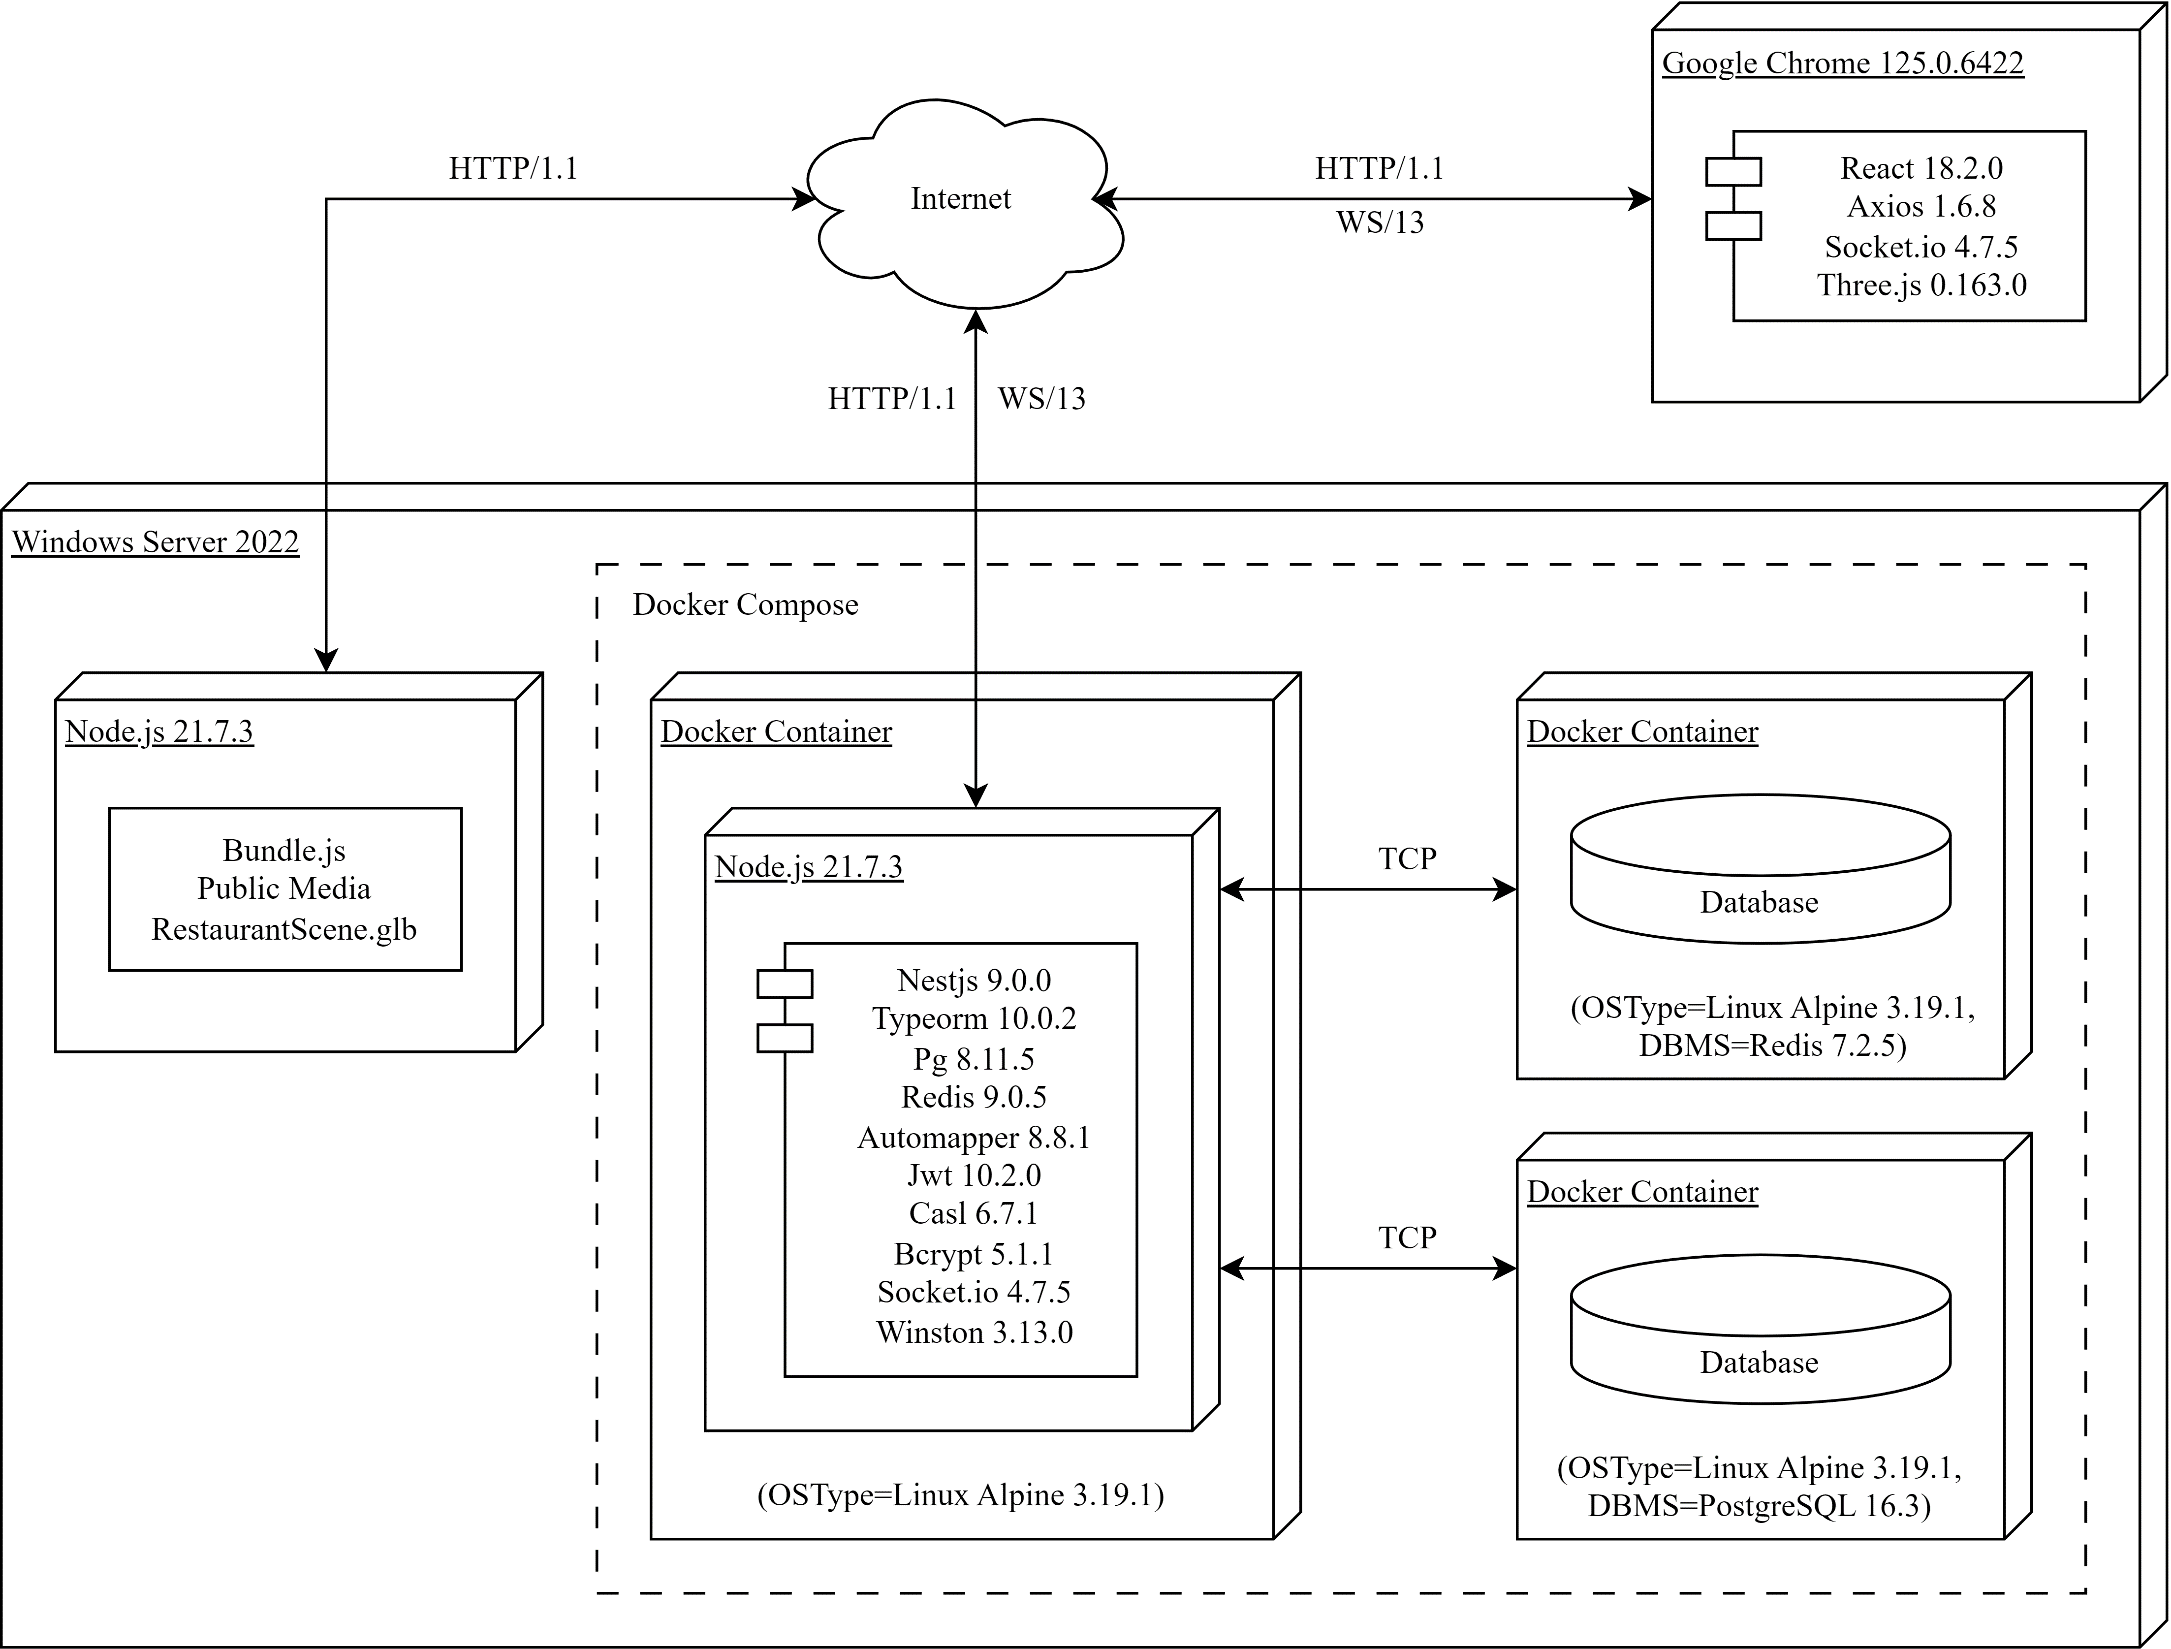 Google Chrome 125.0.6422
React 18.2.0
Axios 1.6.8
Socket.io 4.7.5
Three.js 0.163.0
HTTP/1.1
Internet
HTTP/1.1
WS/13
HTTP/1.1
WS/13
Windows Server 2022
Docker Compose
Node.js 21.7.3
Bundle.js
Public Media
RestaurantScene.glb
Docker Container
Node.js 21.7.3
Nestjs 9.0.0
Typeorm 10.0.2
Pg 8.11.5
Redis 9.0.5
Automapper 8.8.1
Jwt 10.2.0
Casl 6.7.1
Bcrypt 5.1.1
Socket.io 4.7.5
Winston 3.13.0
(OSType=Linux Alpine 3.19.1)
TCP
Docker Container
Database
(OSType=Linux Alpine 3.19.1,
DBMS=Redis 7.2.5)
TCP
Docker Container
Database
(OSType=Linux Alpine 3.19.1,
DBMS=PostgreSQL 16.3)